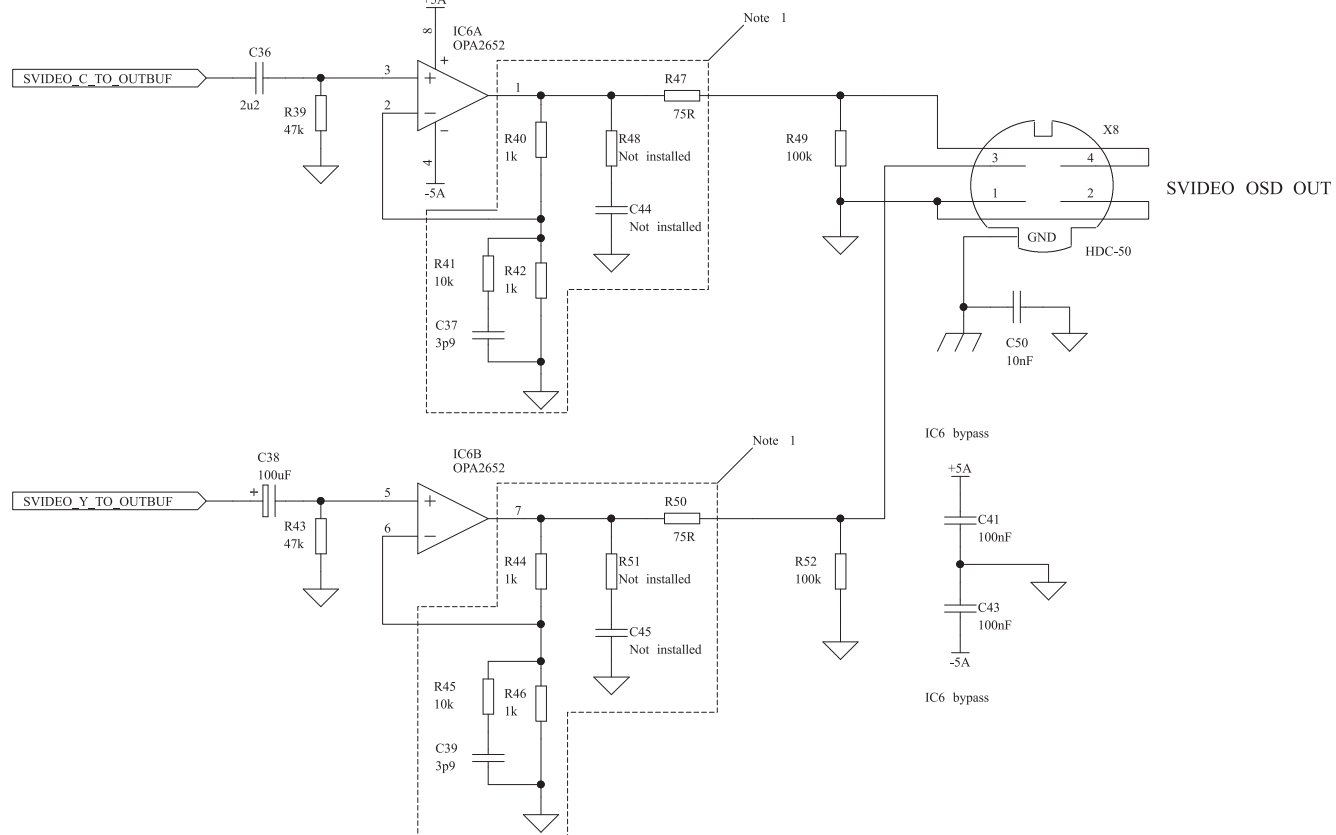 +5A
Note 1
8
IC6A
OPA2652
C36
SVIDEO_C_TO_OUTBUF
2u2
R39
47k
3
+
+
2
−
−
4
-5A
1
R47
75R
R40
1k
R48
Not installed
C44
Not installed
R49
100k
X8
3
4
1
2
GND
HDC-50
SVIDEO OSD OUT
R41
10k
R42
1k
C37
3p9
C50
10nF
Note 1
IC6B
OPA2652
C38
100uF
+
SVIDEO_Y_TO_OUTBUF
R43
47k
5
+
6
−
7
R50
75R
R44
1k
R51
Not installed
C45
Not installed
R52
100k
R45
10k
R46
1k
C39
3p9
IC6 bypass
+5A
C41
100nF
C43
100nF
-5A
IC6 bypass